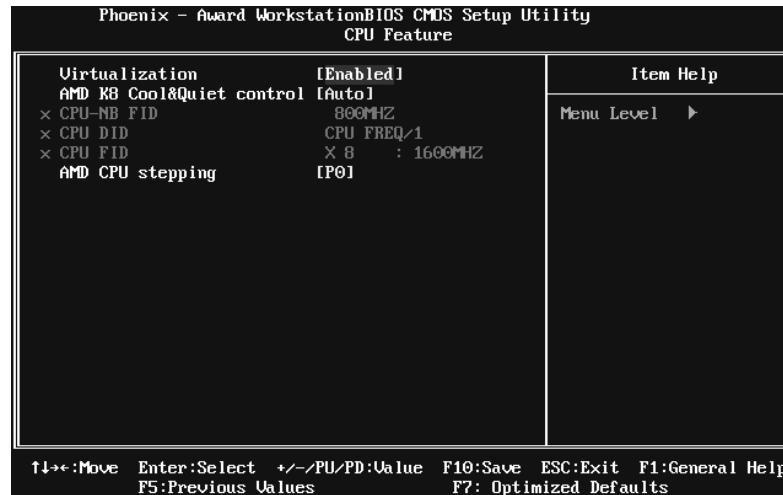 Phoenix - Award WorkstationBIOS CMOS Setup Utility
CPU Feature
Virtualization [Enabled]
AMD K8 Cool&Quiet control [Auto]
x CPU-NB FID 800MHZ
x CPU DID CPU FREQ/1
x CPU FID X 8 : 1600MHZ
AMD CPU stepping [P0]
Item Help
Menu Level ▶
↑↓→←:Move Enter:Select +/-/PU/PD:Value F10:Save ESC:Exit F1:General Help
F5:Previous Values F7: Optimized Defaults